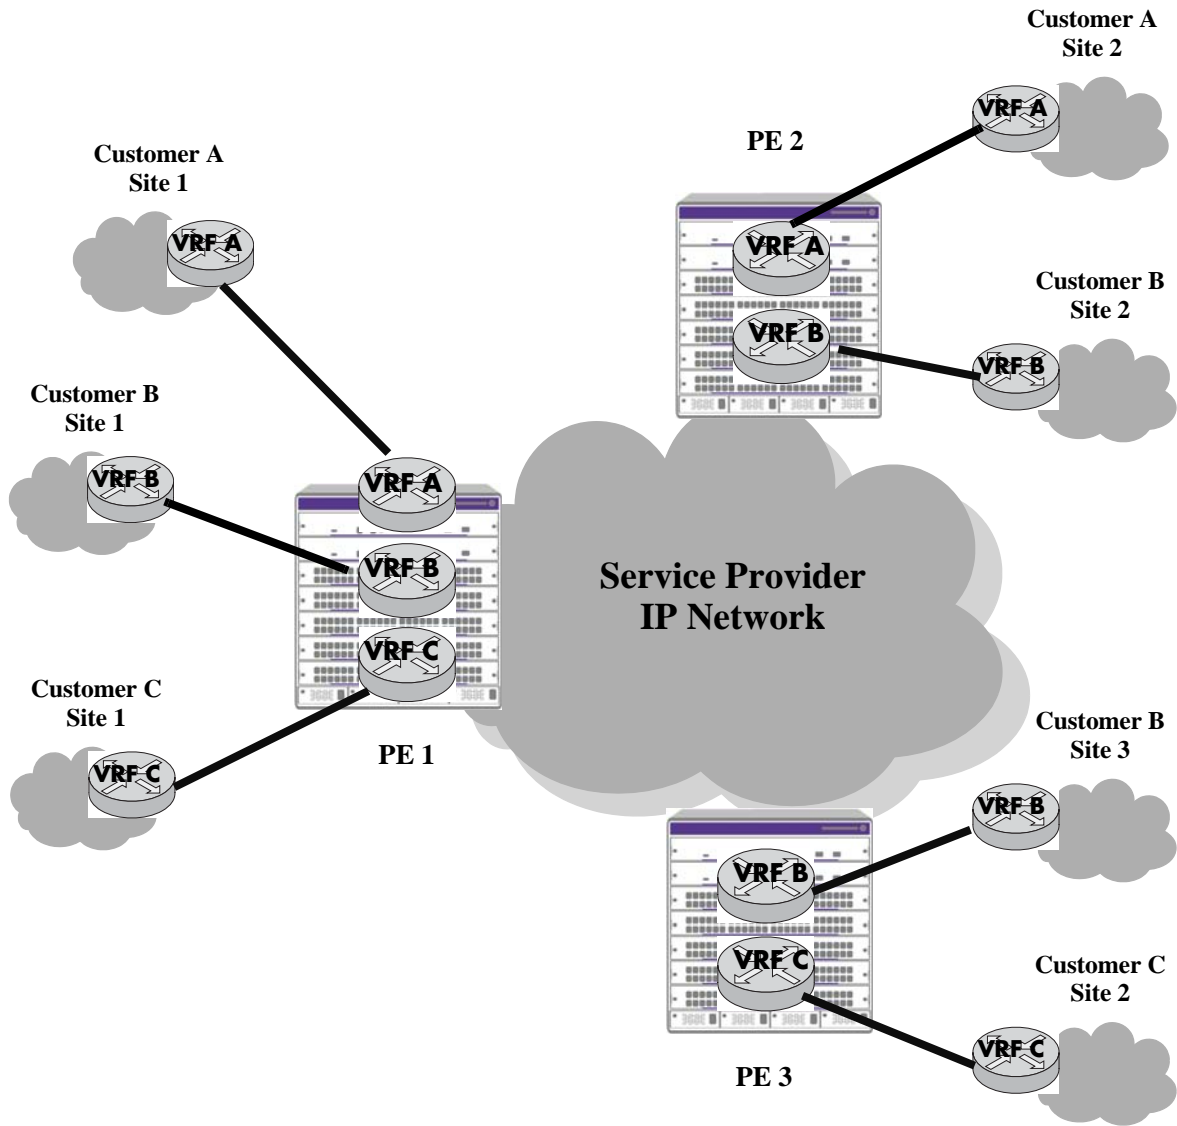 Customer A
Site 2
VRF A
PE 2
Customer A
Site 1
VRF A
VRF A
Customer B
Site 2
VRF B
VRF B
Customer B
Site 1
VRF B
VRF A
VRF B
VRF C
Service Provider
IP Network
Customer C
Site 1
VRF C
PE 1
Customer B
Site 3
VRF B
VRF B
VRF C
Customer C
Site 2
VRF C
PE 3